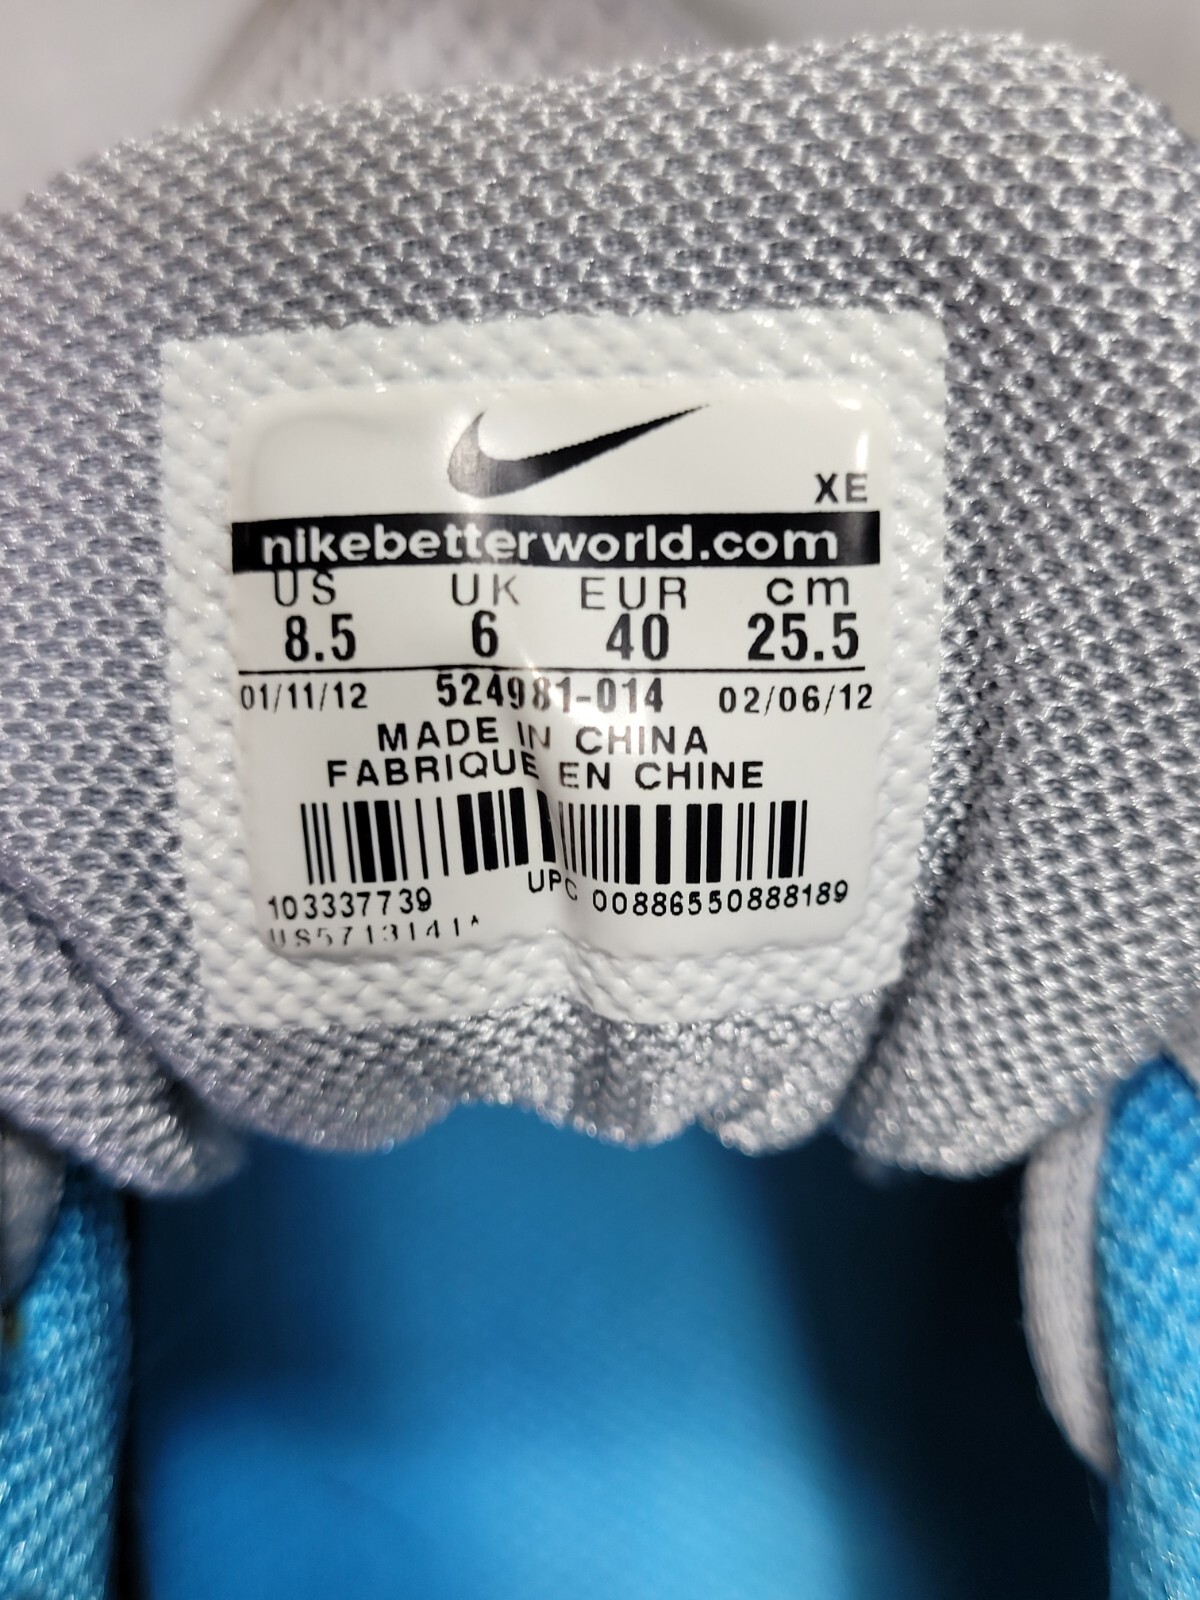 XE
nikebetterworld.com
US UK EUR cm
8.5 6 40 25.5
01/11/12 524981-014 02/06/12
MADE IN CHINA
FABRIQUE EN CHINE
103337739 UPC 00886550888189
US5713141A